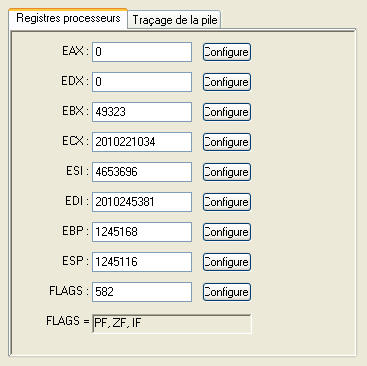 Registres processeurs Traçage de la pile
EAX : 0 Configure
EDX : 0 Configure
EBX : 49323 Configure
ECX : 2010221034 Configure
ESI : 4653696 Configure
EDI : 2010245381 Configure
EBP : 1245168 Configure
ESP : 1245116 Configure
FLAGS : 582 Configure
FLAGS = PF, ZF, IF